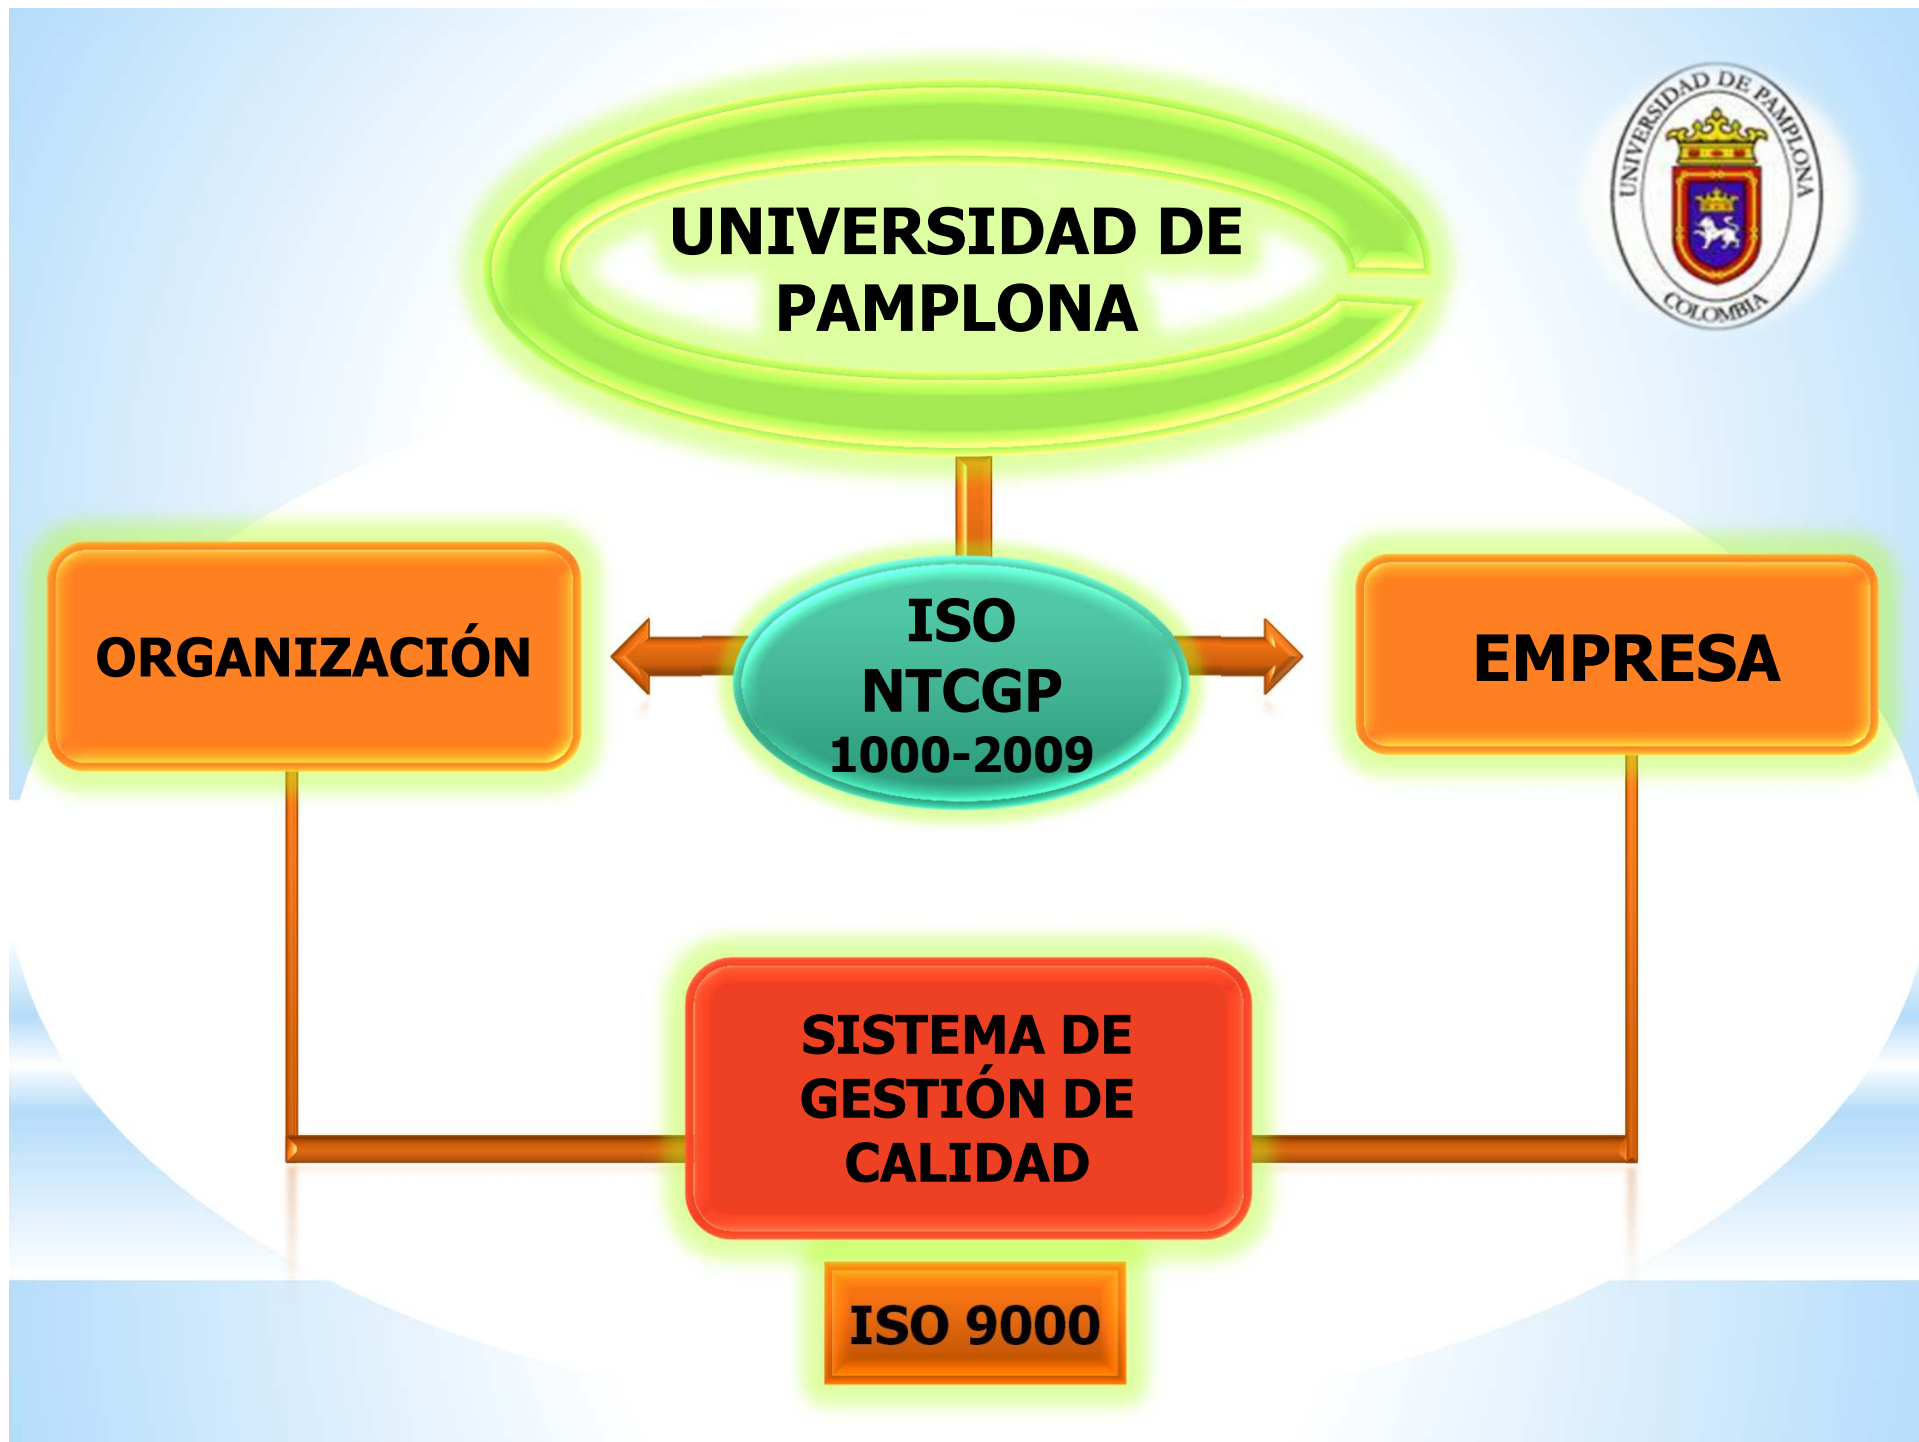 UNIVERSIDAD DE
PAMPLONA
UNIVERSIDAD DE PAMPLONA
COLOMBIA
ORGANIZACIÓN
ISO
NTCGP
1000-2009
EMPRESA
SISTEMA DE
GESTIÓN DE
CALIDAD
ISO 9000